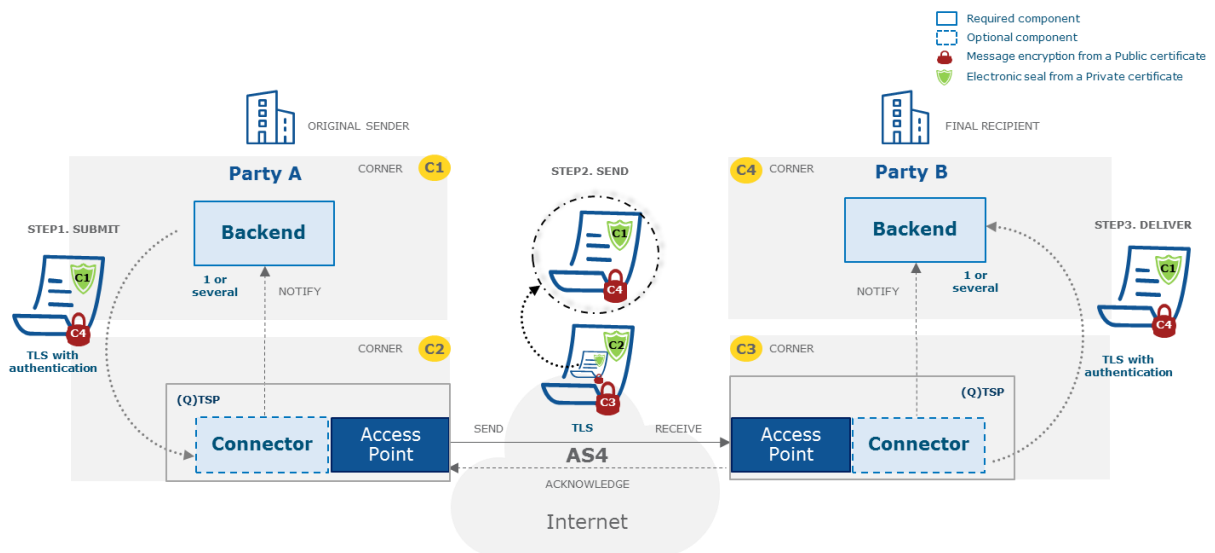 Required component
Optional component
Message encryption from a Public certificate
Electronic seal from a Private certificate
ORIGINAL SENDER
FINAL RECIPIENT
CORNER
C1
Party A
STEP2. SEND
C4
CORNER
Party B
STEP1. SUBMIT
Backend
C1
Backend
STEP3. DELIVER
C1
C4
1 or
several
NOTIFY
C4
NOTIFY
1 or
several
C1
C4
TLS with
authentication
CORNER
C2
C2
C3
C3
CORNER
TLS with
authentication
(Q)TSP
Connector
Access
Point
SEND
TLS
RECEIVE
AS4
ACKNOWLEDGE
Internet
Access
Point
Connector
(Q)TSP